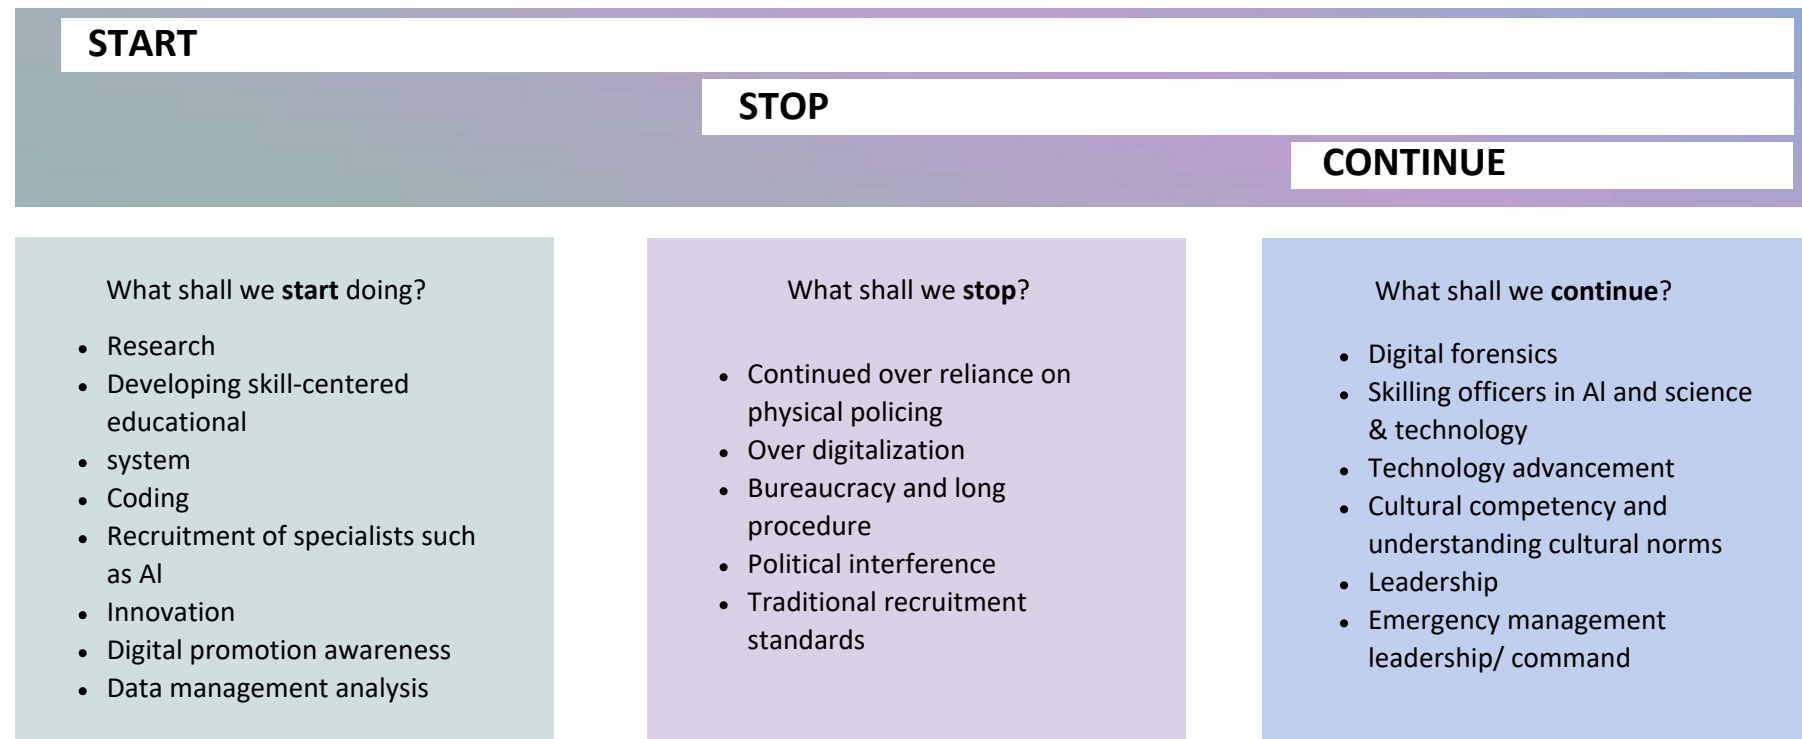 START
STOP
CONTINUE
What shall we start doing?
• Research
• Developing skill-centered
educational
• system
• Coding
• Recruitment of specialists such
as Al
• Innovation
• Digital promotion awareness
• Data management analysis
What shall we stop?
• Continued over reliance on
physical policing
• Over digitalization
• Bureaucracy and long
procedure
• Political interference
• Traditional recruitment
standards
What shall we continue?
• Digital forensics
• Skilling officers in Al and science
& technology
• Technology advancement
• Cultural competency and
understanding cultural norms
• Leadership
• Emergency management
leadership/ command